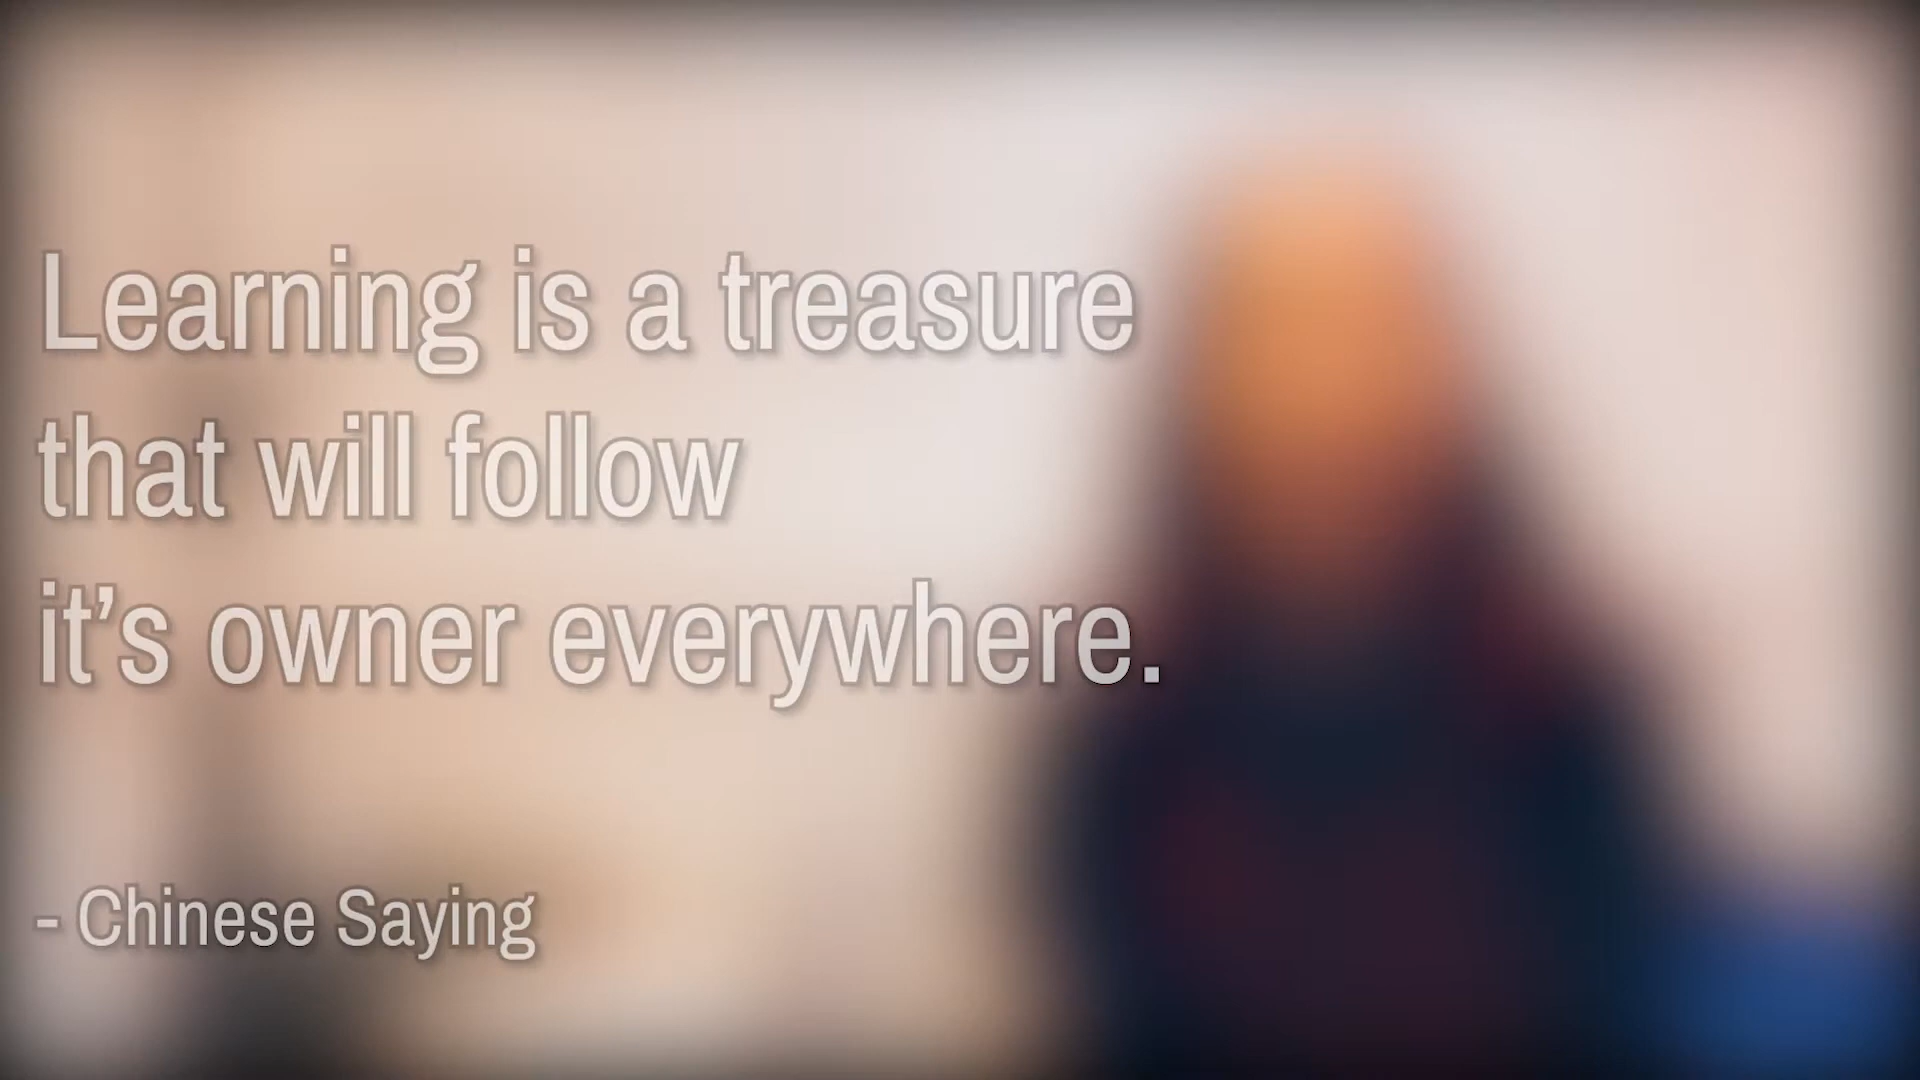 Learning is a treasure
that will follow
it’s owner everywhere.
- Chinese Saying